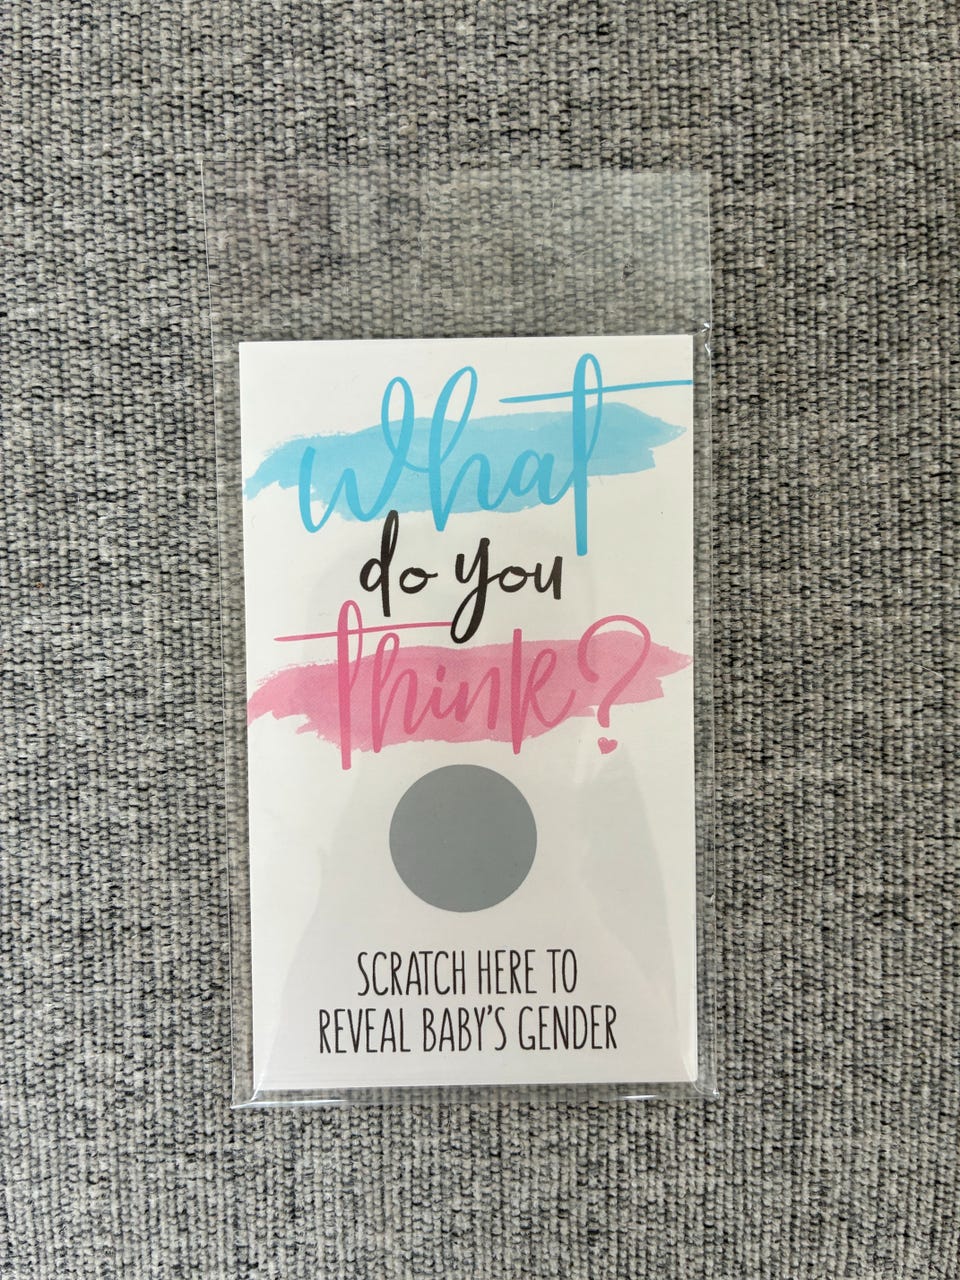 What
do you
think?
SCRATCH HERE TO
REVEAL BABY'S GENDER